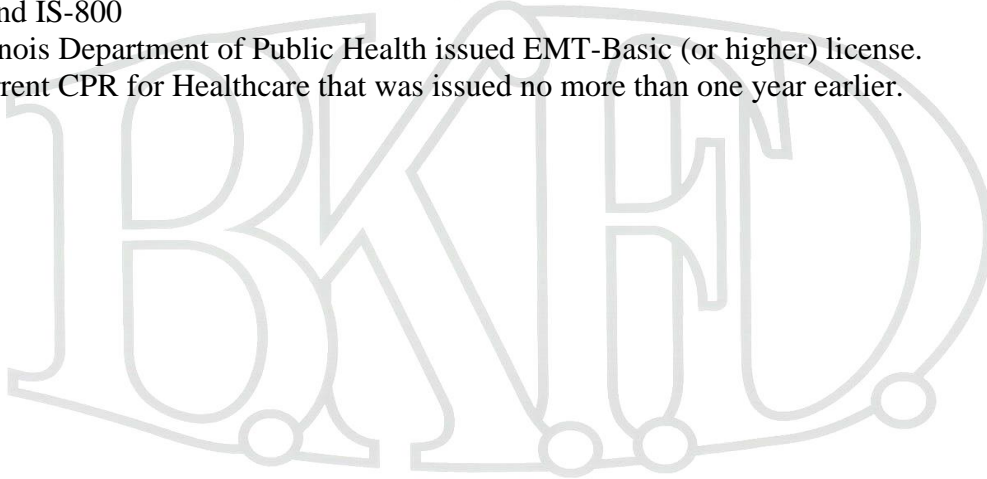 nd IS-800
nois Department of Public Health issued EMT-Basic (or higher) license.
rrent CPR for Healthcare that was issued no more than one year earlier.
B.K.F.D.